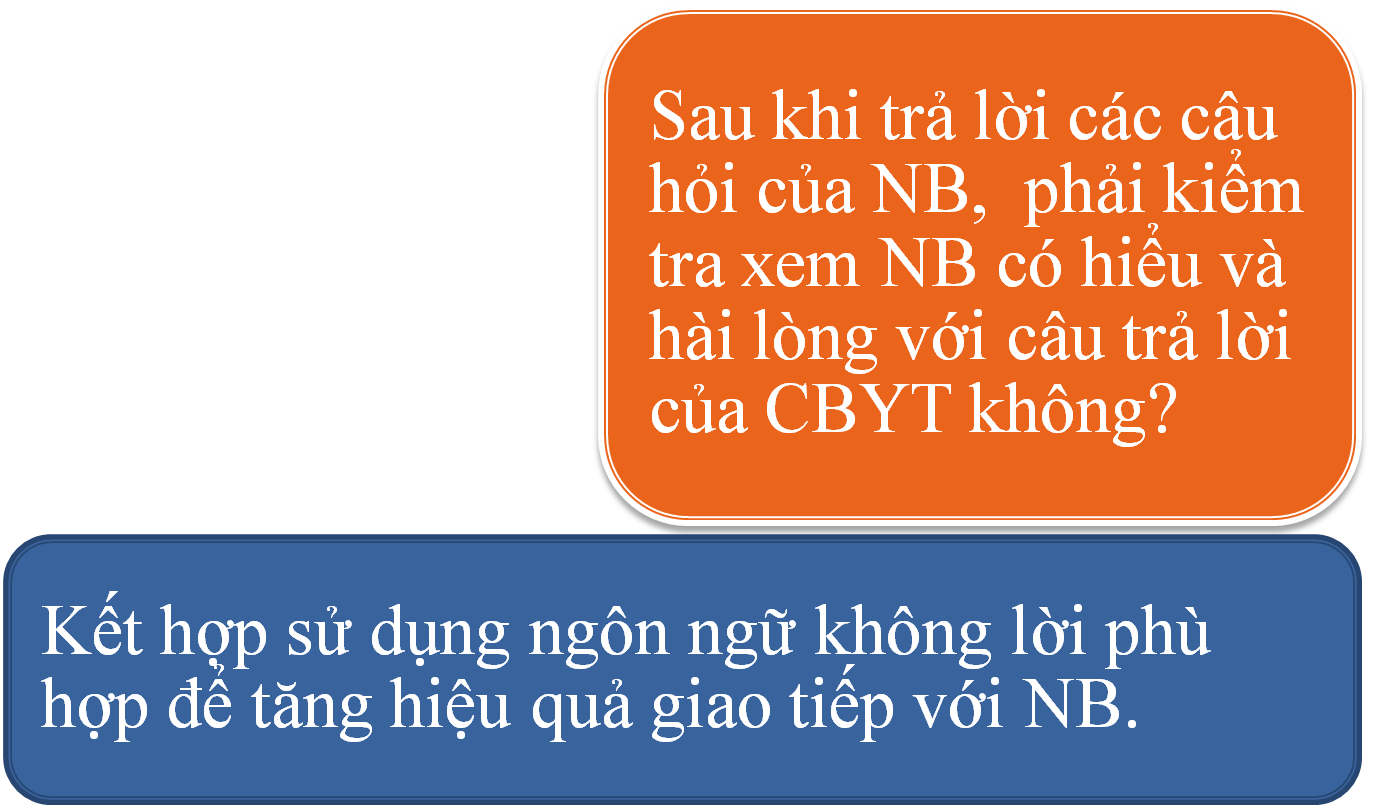 Sau khi trả lời các câu
hỏi của NB, phải kiểm
tra xem NB có hiểu và
hài lòng với câu trả lời
của CBYT không?
Kết hợp sử dụng ngôn ngữ không lời phù
hợp để tăng hiệu quả giao tiếp với NB.